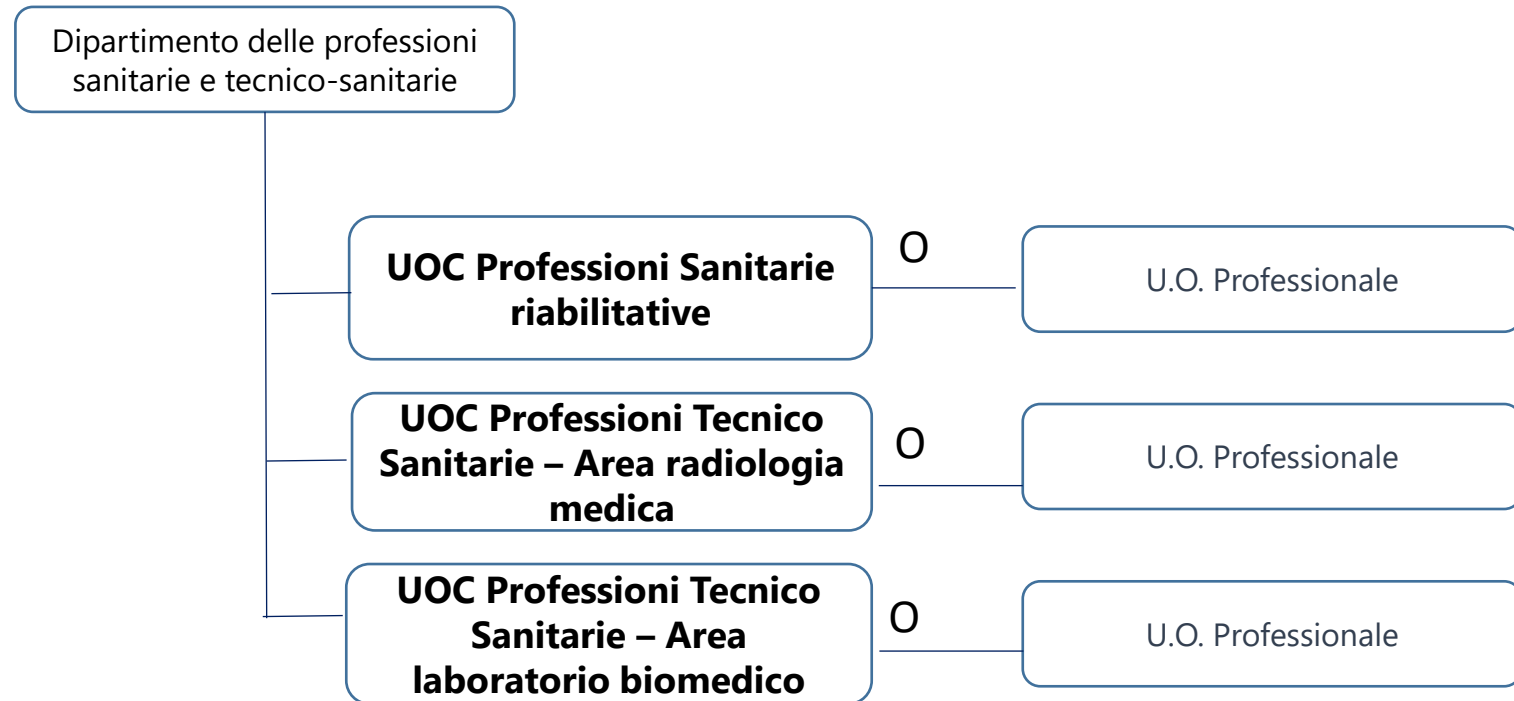 Dipartimento delle professioni
sanitarie e tecnico-sanitarie
UOC Professioni Sanitarie
riabilitative
O
U.O. Professionale
UOC Professioni Tecnico
Sanitarie – Area radiologia
medica
O
U.O. Professionale
UOC Professioni Tecnico
Sanitarie – Area
laboratorio biomedico
O
U.O. Professionale